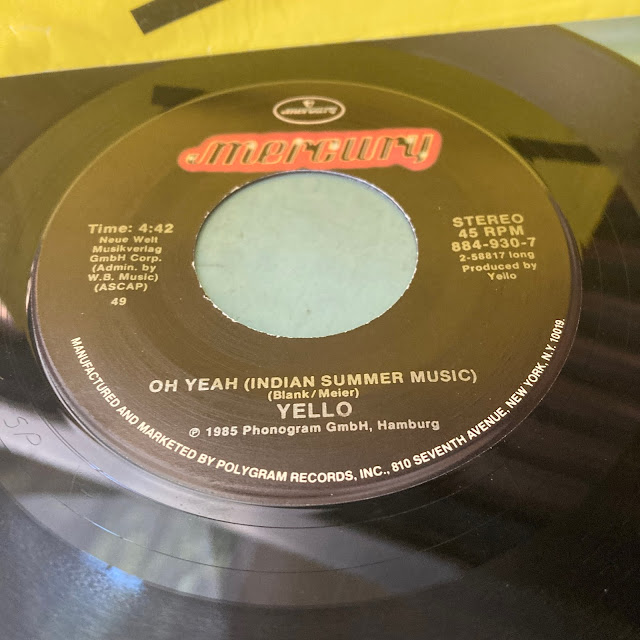 mercury
mercury
Time: 4:42
Neue Welt
Musikverlag
GmbH Corp.
(Admin. by
W.B. Music)
(ASCAP)
49
STEREO
45 RPM
884-930-7
2-58817 long
Produced by
Yello
OH YEAH (INDIAN SUMMER MUSIC)
(Blank/Meier)
YELLO
℗ 1985 Phonogram GmbH, Hamburg
MANUFACTURED AND MARKETED BY POLYGRAM RECORDS, INC., 810 SEVENTH AVENUE, NEW YORK, N.Y. 10019.
SP